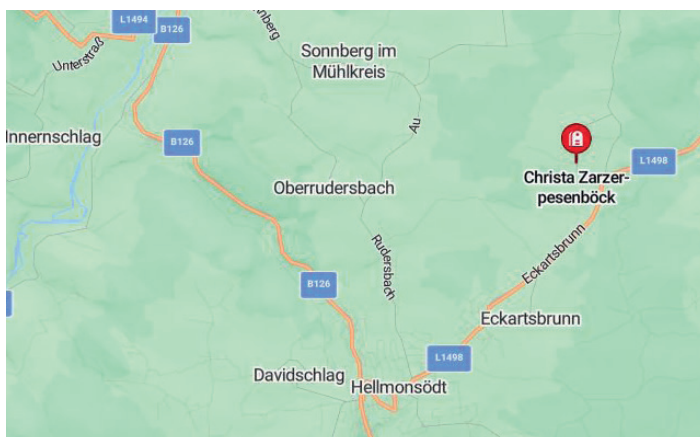 L1494
B126
Unterstraß
Sonnberg im
Mühlkreis
Innernschlag
B126
Au
L1498
Christa Zarzer-
pesenböck
Oberrudersbach
Rudersbach
Eckartsbrunn
B126
Eckartsbrunn
L1498
Davidschlag
Hellmonsödt